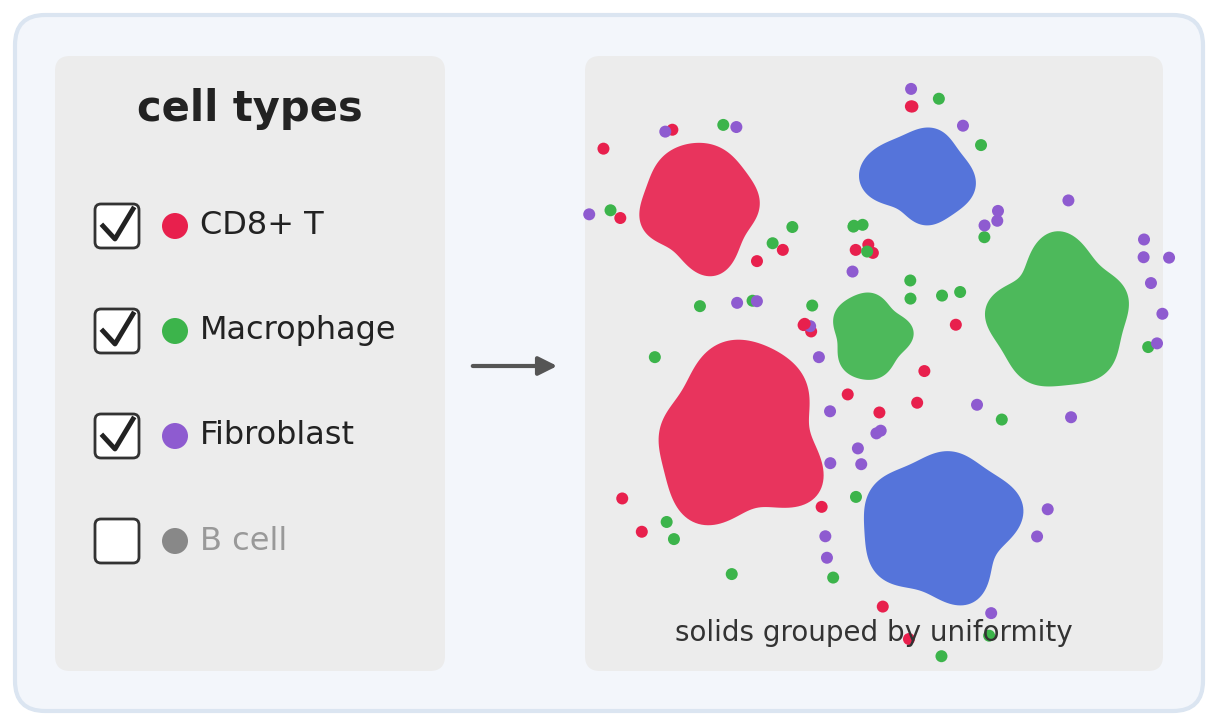 cell types
CD8+ T
Macrophage
Fibroblast
B cell
solids grouped by uniformity